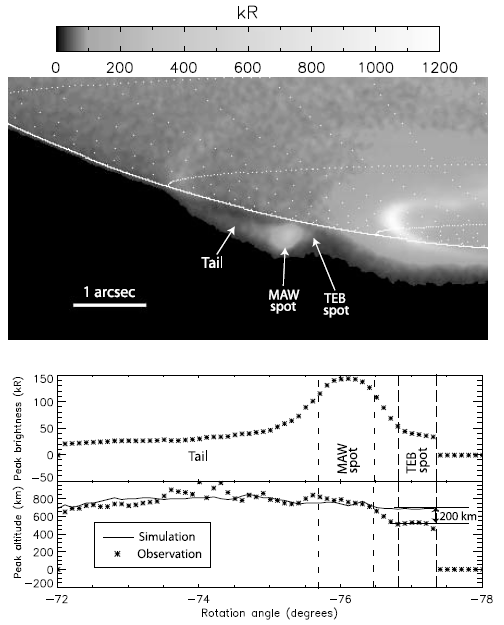 kR
0 200 400 600 800 1000 1200
Tail
MAW
spot
TEB
spot
1 arcsec
Peak brightness (kR)
150
100
50
0
-50
Tail
MAW
spot
TEB
spot
Peak altitude (km)
800
600
400
200
0
-200
200 km
Simulation
Observation
-72 -74 -76 -78
Rotation angle (degrees)